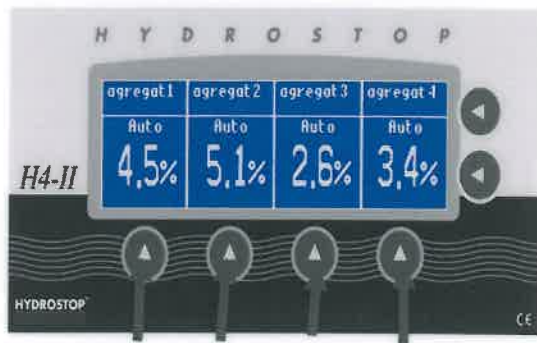 H Y D R O S T O P
agregat1 agregat2 agregat3 agregat4
Auto Auto Auto Auto
4.5% 5.1% 2.6% 3.4%
H4-II
HYDROSTOP
CE